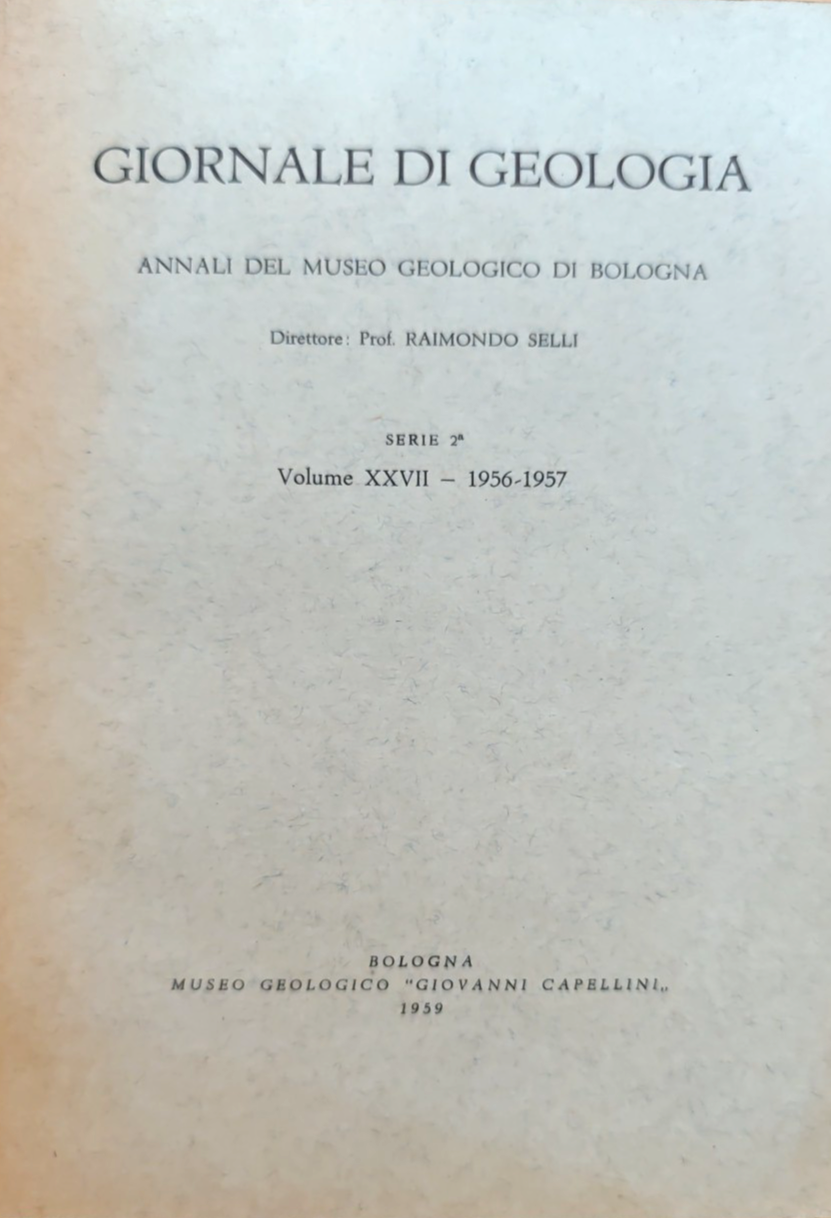 GIORNALE DI GEOLOGIA
ANNALI DEL MUSEO GEOLOGICO DI BOLOGNA
Direttore: Prof. RAIMONDO SELLI
SERIE 2ª
Volume XXVII – 1956-1957
BOLOGNA
MUSEO GEOLOGICO "GIOVANNI CAPELLINI„
1959